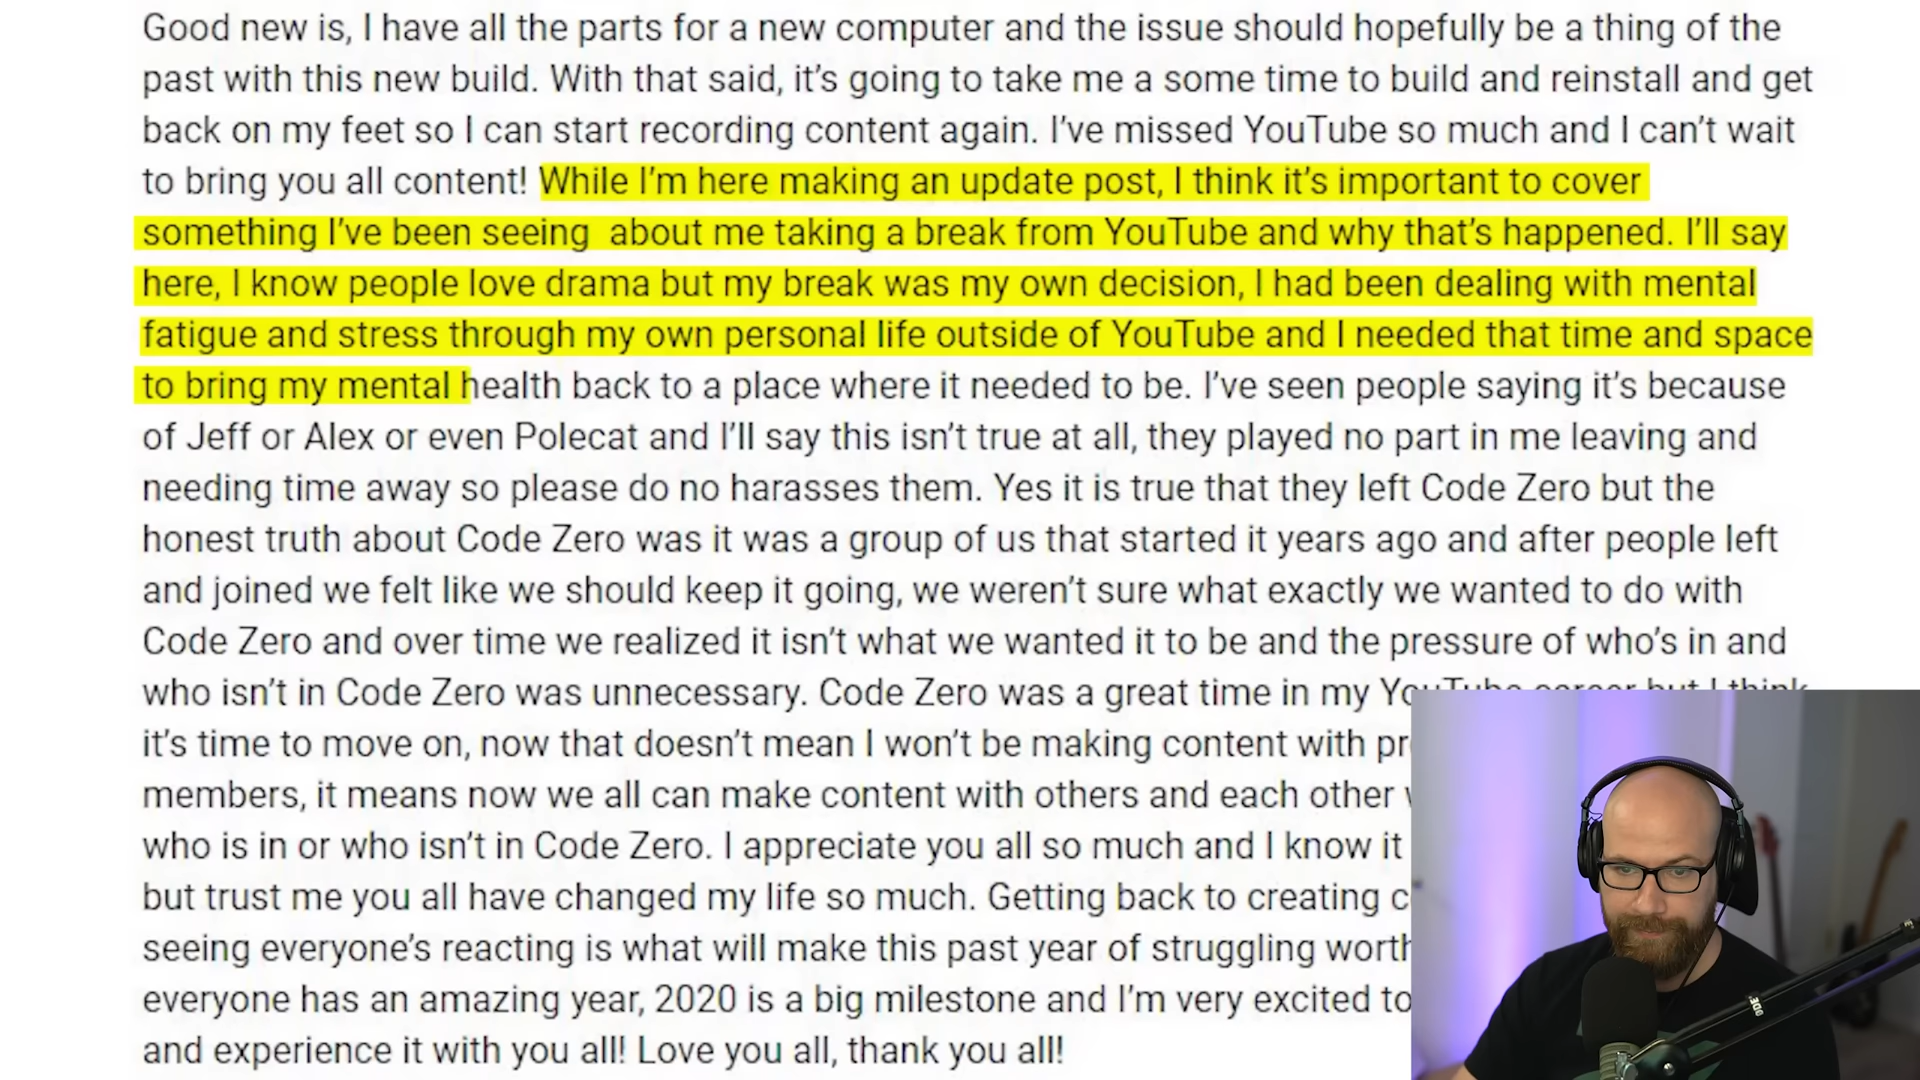 Good new is, I have all the parts for a new computer and the issue should hopefully be a thing of the
past with this new build. With that said, it's going to take me a some time to build and reinstall and get
back on my feet so I can start recording content again. I've missed YouTube so much and I can't wait
to bring you all content! While I'm here making an update post, I think it's important to cover
something I've been seeing  about me taking a break from YouTube and why that's happened. I'll say
here, I know people love drama but my break was my own decision, I had been dealing with mental
fatigue and stress through my own personal life outside of YouTube and I needed that time and space
to bring my mental health back to a place where it needed to be. I've seen people saying it's because
of Jeff or Alex or even Polecat and I'll say this isn't true at all, they played no part in me leaving and
needing time away so please do no harasses them. Yes it is true that they left Code Zero but the
honest truth about Code Zero was it was a group of us that started it years ago and after people left
and joined we felt like we should keep it going, we weren't sure what exactly we wanted to do with
Code Zero and over time we realized it isn't what we wanted it to be and the pressure of who's in and
who isn't in Code Zero was unnecessary. Code Zero was a great time in my YouTube career but I think
it's time to move on, now that doesn't mean I won't be making content with
members, it means now we all can make content with others and each other
who is in or who isn't in Code Zero. I appreciate you all so much and I know it
but trust me you all have changed my life so much. Getting back to creating
seeing everyone's reacting is what will make this past year of struggling
everyone has an amazing year, 2020 is a big milestone and I'm very excited to
and experience it with you all! Love you all, thank you all!